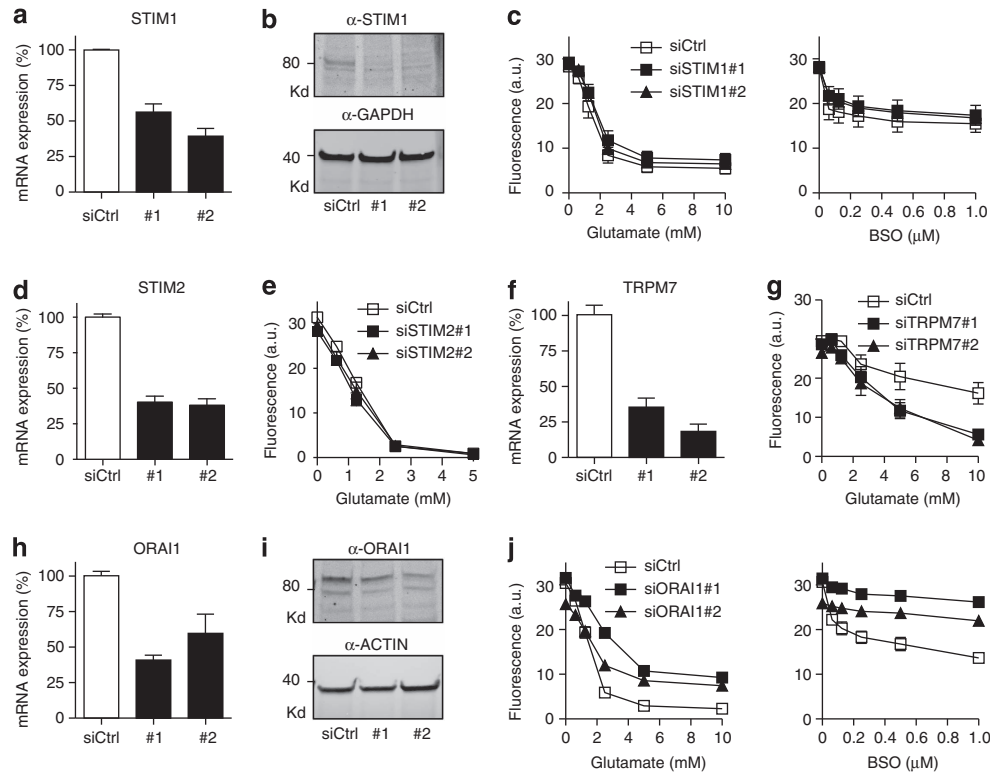 a
STIM1
mRNA expression (%)
100
75
50
25
0
siCtrl #1 #2
b
α-STIM1
80
Kd
α-GAPDH
40
Kd
siCtrl #1 #2
c
Fluorescence (a.u.)
30
20
10
0
siCtrl
siSTIM1#1
siSTIM1#2
0 2 4 6 8 10
Glutamate (mM)
30
20
10
0
0 0.2 0.4 0.6 0.8 1.0
BSO (μM)
d
STIM2
mRNA expression (%)
100
75
50
25
0
siCtrl #1 #2
e
Fluorescence (a.u.)
30
20
10
0
siCtrl
siSTIM2#1
siSTIM2#2
0 1 2 3 4 5
Glutamate (mM)
f
TRPM7
mRNA expression (%)
100
75
50
25
0
siCtrl #1 #2
g
Fluorescence (a.u.)
30
20
10
0
siCtrl
siTRPM7#1
siTRPM7#2
0 2 4 6 8 10
Glutamate (mM)
h
ORAI1
mRNA expression (%)
100
75
50
25
0
siCtrl #1 #2
i
α-ORAI1
80
Kd
α-ACTIN
40
Kd
siCtrl #1 #2
j
Fluorescence (a.u.)
30
20
10
0
siCtrl
siORAI1#1
siORAI1#2
0 2 4 6 8 10
Glutamate (mM)
30
20
10
0
0 0.2 0.4 0.6 0.8 1.0
BSO (μM)